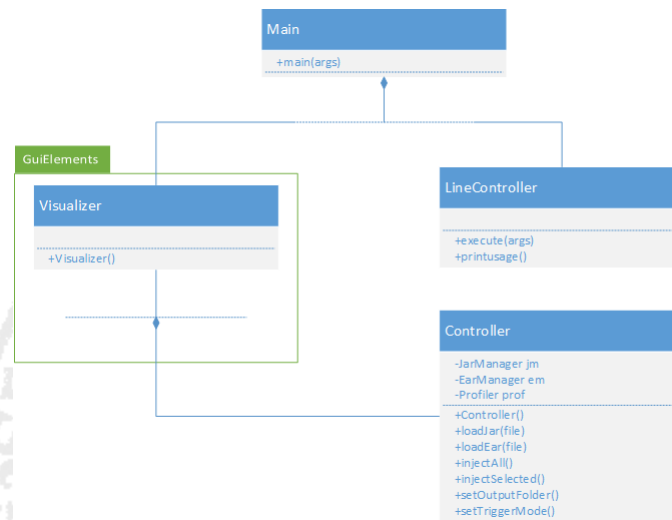 Main
+main(args)
GuiElements
Visualizer
+Visualizer()
LineController
+execute(args)
+printusage()
Controller
-JarManager jm
-EarManager em
-Profiler prof
+Controller()
+loadJar(file)
+loadEar(file)
+injectAll()
+injectSelected()
+setOutputFolder()
+setTriggerMode()